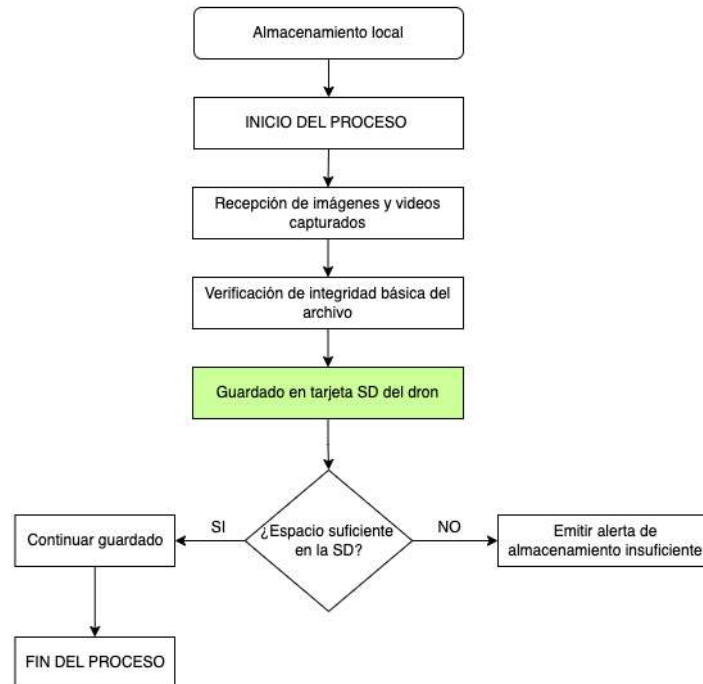 Almacenamiento local
INICIO DEL PROCESO
Recepción de imágenes y videos
capturados
Verificación de integridad básica del
archivo
Guardado en tarjeta SD del dron
¿Espacio suficiente
en la SD?
SI
NO
Continuar guardado
Emitir alerta de
almacenamiento insuficiente
FIN DEL PROCESO